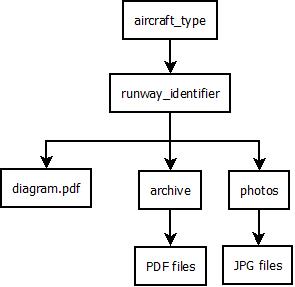 aircraft_type
runway_identifier
diagram.pdf
archive
photos
PDF files
JPG files